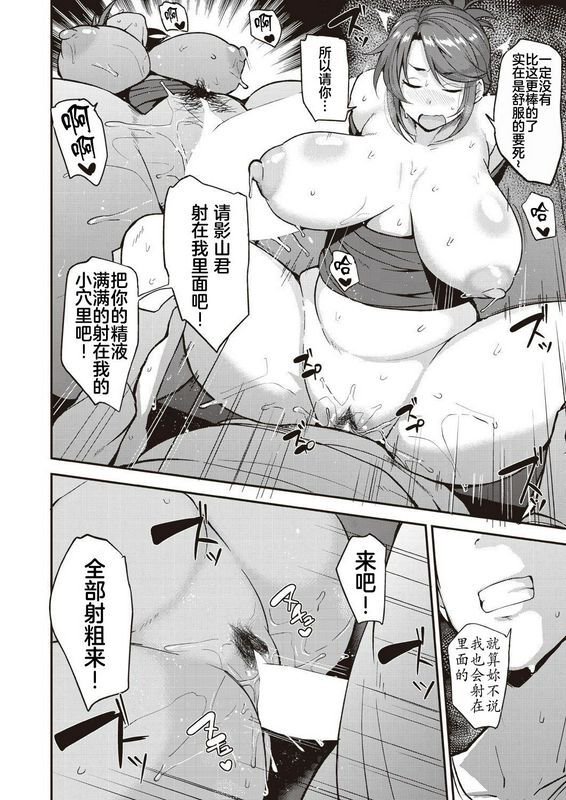 一定没有
比这更棒的了
实在是舒服的要死~
所以请你…
啊
啊
啊
啊
哈
哈
请影山君
射在我里面吧！
把你的精液
满满的射在我的
小穴里吧！
就算妳不说
我也会射在
里面的
来吧！
全部射粗来！